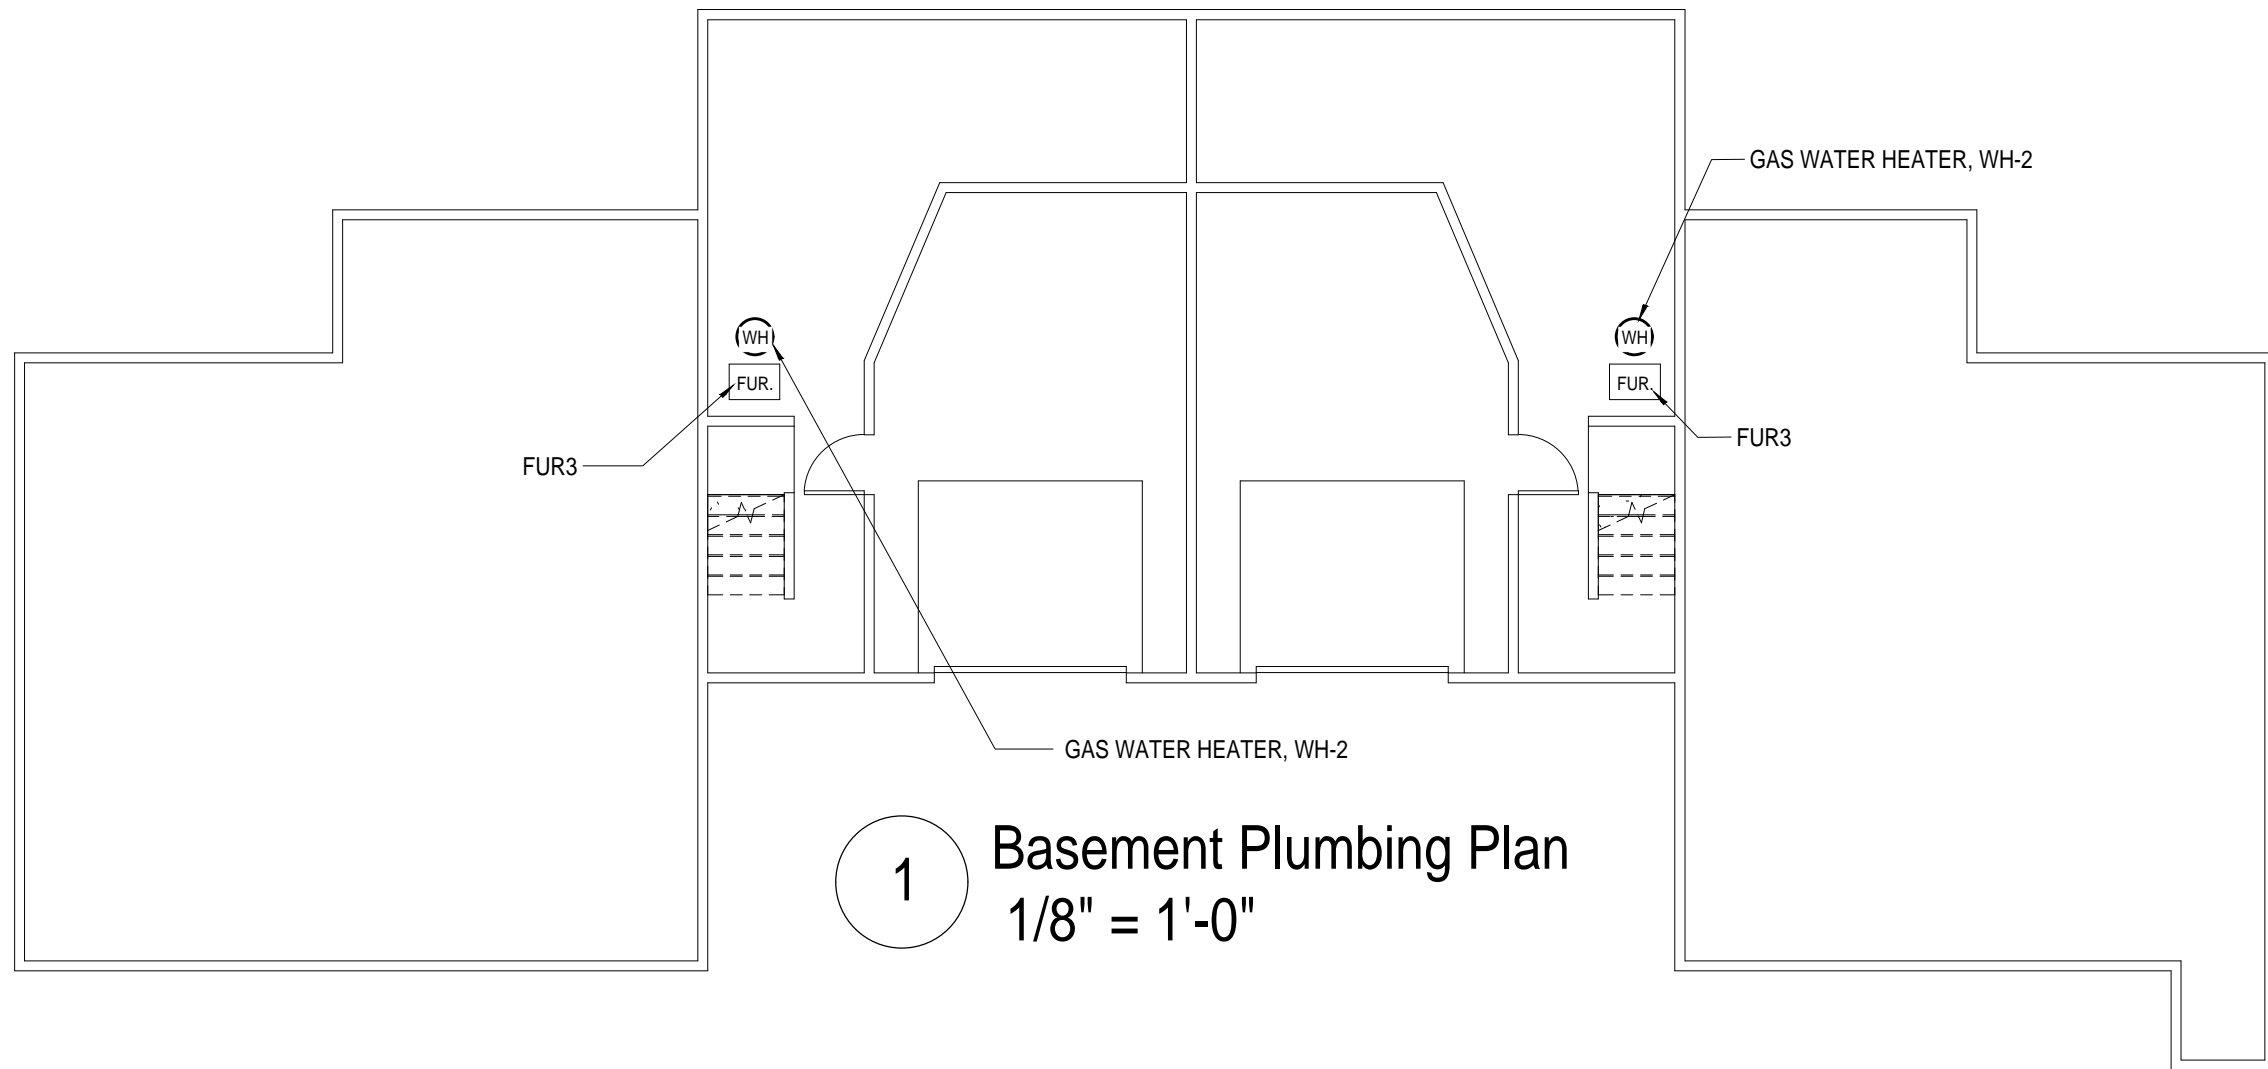 GAS WATER HEATER, WH-2
WH
WH
FUR.
FUR.
FUR3
FUR3
GAS WATER HEATER, WH-2
1
Basement Plumbing Plan
1/8" = 1'-0"